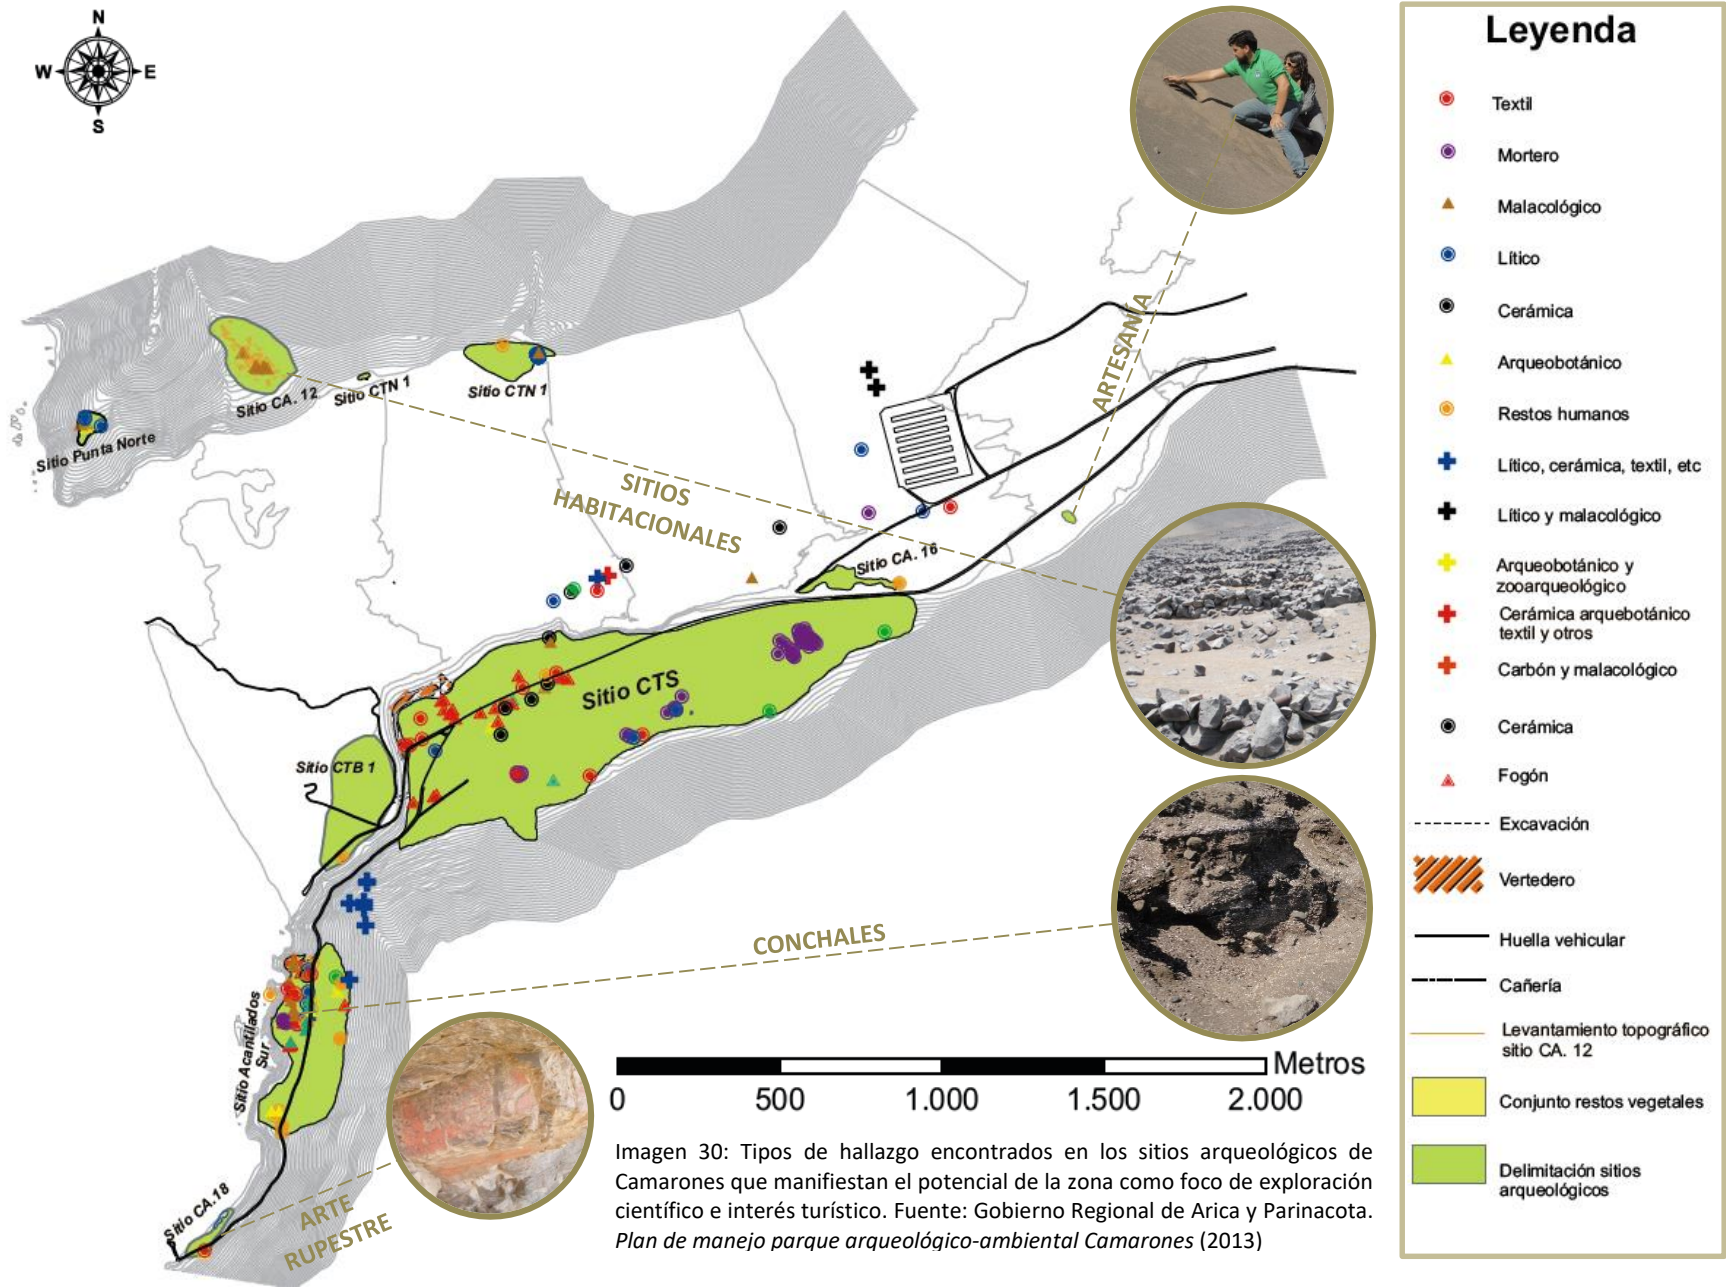 N
W
E
S
Sitio CA. 12
Sitio CTN 1
Sitio CTN 1
Sitio Punta Norte
SITIOS
HABITACIONALES
ARTESANÍA
Sitio CA. 16
Sitio CTS
Sitio CTB 1
CONCHALES
Sitio Acantilados
Sur
Sitio CA.18
ARTE
RUPESTRE
Metros
0
500
1.000
1.500
2.000
Imagen 30: Tipos de hallazgo encontrados en los sitios arqueológicos de
Camarones que manifiestan el potencial de la zona como foco de exploración
científico e interés turístico. Fuente: Gobierno Regional de Arica y Parinacota.
Plan de manejo parque arqueológico-ambiental Camarones (2013)
Leyenda
Textil
Mortero
Malacológico
Lítico
Cerámica
Arqueobotánico
Restos humanos
Lítico, cerámica, textil, etc
Lítico y malacológico
Arqueobotánico y
zooarqueológico
Cerámica arquebotánico
textil y otros
Carbón y malacológico
Cerámica
Fogón
Excavación
Vertedero
Huella vehicular
Cañería
Levantamiento topográfico
sitio CA. 12
Conjunto restos vegetales
Delimitación sitios
arqueológicos